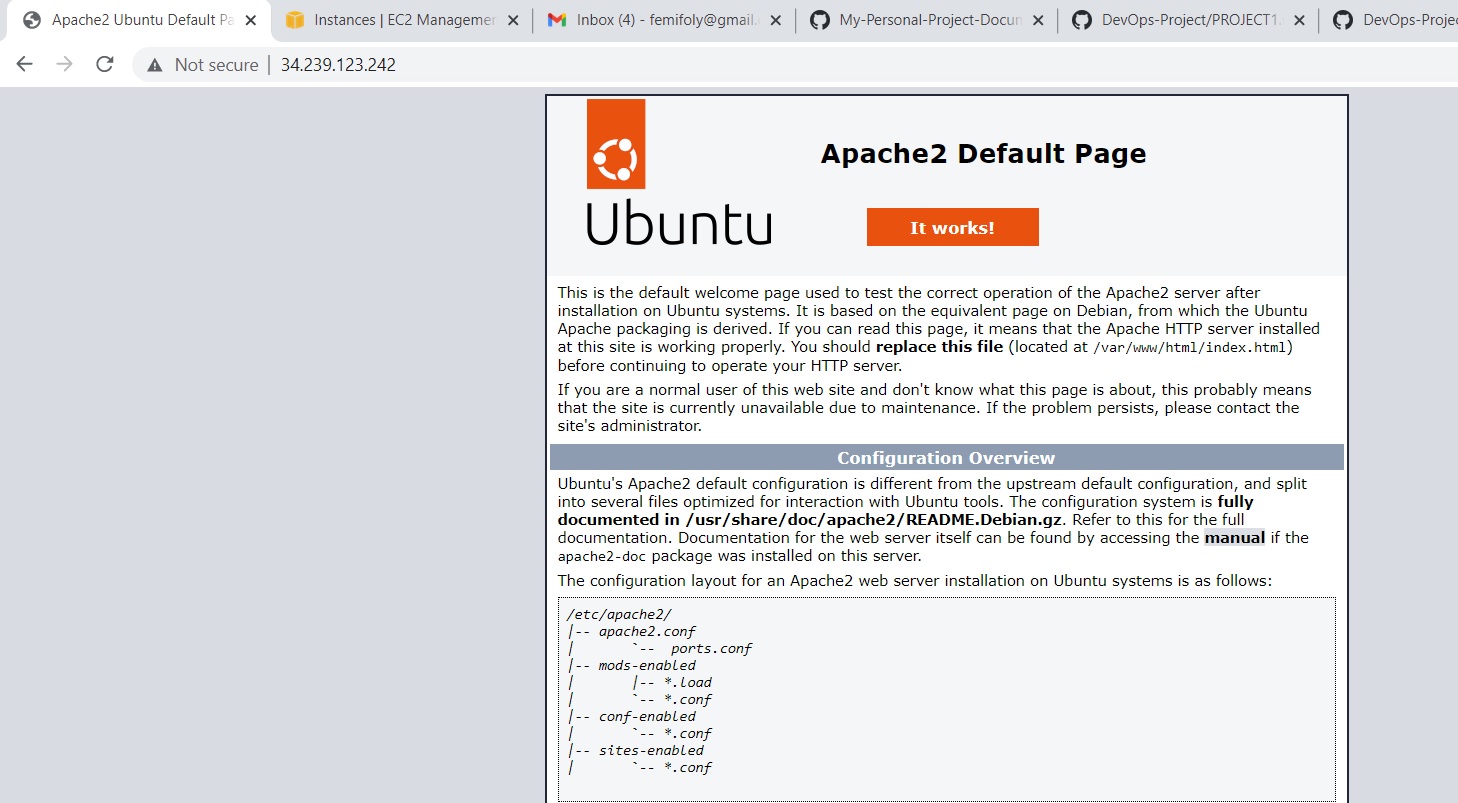 Apache2 Ubuntu Default Pa
Instances | EC2 Managemen
Inbox (4) - femifoly@gmail.
My-Personal-Project-Docun
DevOps-Project/PROJECT1.
DevOps-Projec
Not secure | 34.239.123.242
Apache2 Default Page
Ubuntu
It works!
This is the default welcome page used to test the correct operation of the Apache2 server after
installation on Ubuntu systems. It is based on the equivalent page on Debian, from which the Ubuntu
Apache packaging is derived. If you can read this page, it means that the Apache HTTP server installed
at this site is working properly. You should replace this file (located at /var/www/html/index.html)
before continuing to operate your HTTP server.
If you are a normal user of this web site and don't know what this page is about, this probably means
that the site is currently unavailable due to maintenance. If the problem persists, please contact the
site's administrator.
Configuration Overview
Ubuntu's Apache2 default configuration is different from the upstream default configuration, and split
into several files optimized for interaction with Ubuntu tools. The configuration system is fully
documented in /usr/share/doc/apache2/README.Debian.gz. Refer to this for the full
documentation. Documentation for the web server itself can be found by accessing the manual if the
apache2-doc package was installed on this server.
The configuration layout for an Apache2 web server installation on Ubuntu systems is as follows:
/etc/apache2/
|-- apache2.conf
|       `--  ports.conf
|-- mods-enabled
|       |-- *.load
|       `-- *.conf
|-- conf-enabled
|       `-- *.conf
|-- sites-enabled
|       `-- *.conf